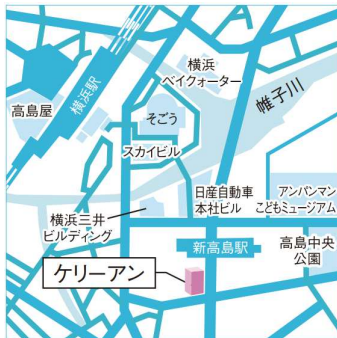 横浜
ベイクォーター
帷子川
横浜駅
高島屋
そごう
スカイビル
日産自動車
本社ビル
アンパンマン
こどもミュージアム
横浜三井
ビルディング
新高島駅
高島中央
公園
ケリーアン